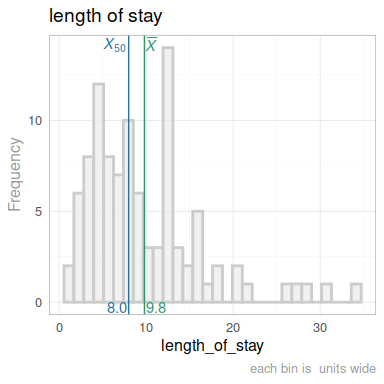 length of stay
X50 X̅
Frequency
10
5
0
8.0 9.8
0 10 20 30
length_of_stay
each bin is units wide